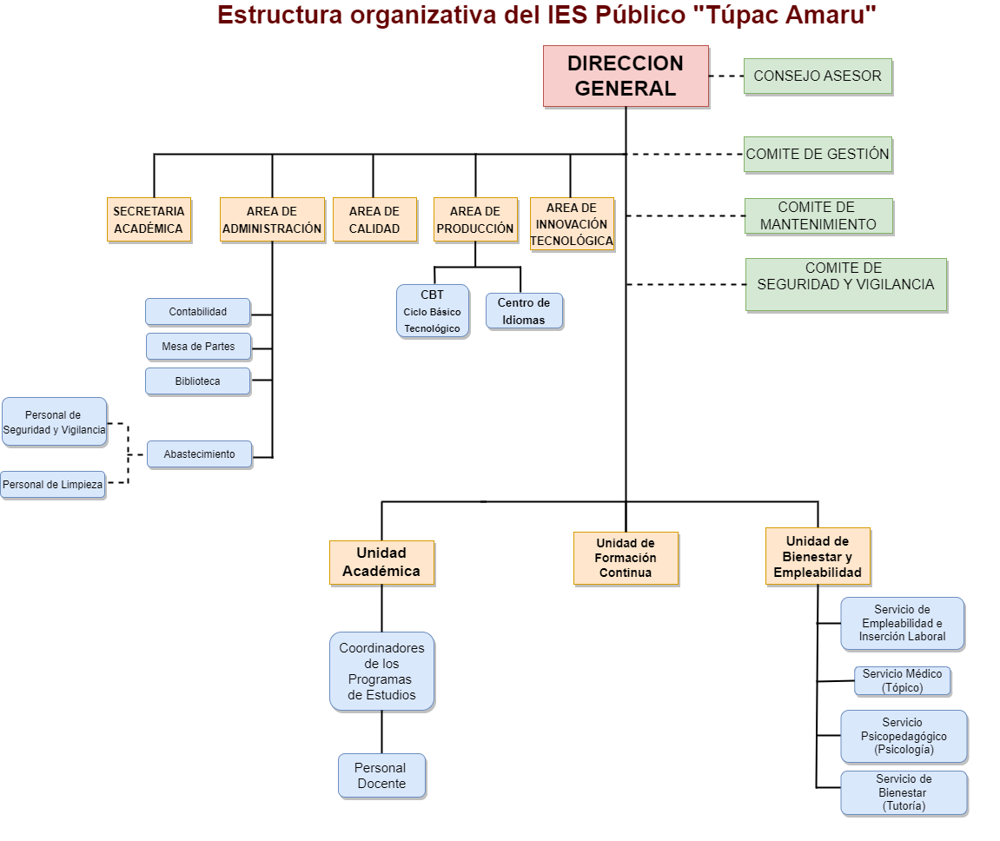 Estructura organizativa del IES Público "Túpac Amaru"
DIRECCION
GENERAL
CONSEJO ASESOR
COMITE DE GESTIÓN
COMITE DE
MANTENIMIENTO
COMITE DE
SEGURIDAD Y VIGILANCIA
SECRETARIA
ACADÉMICA
AREA DE
ADMINISTRACIÓN
AREA DE
CALIDAD
AREA DE
PRODUCCIÓN
AREA DE
INNOVACIÓN
TECNOLÓGICA
CBT
Ciclo Básico
Tecnológico
Centro de
Idiomas
Contabilidad
Mesa de Partes
Biblioteca
Abastecimiento
Personal de
Seguridad y Vigilancia
Personal de Limpieza
Unidad
Académica
Unidad de
Formación
Continua
Unidad de
Bienestar y
Empleabilidad
Coordinadores
de los
Programas
de Estudios
Personal
Docente
Servicio de
Empleabilidad e
Inserción Laboral
Servicio Médico
(Tópico)
Servicio
Psicopedagógico
(Psicología)
Servicio de
Bienestar
(Tutoría)